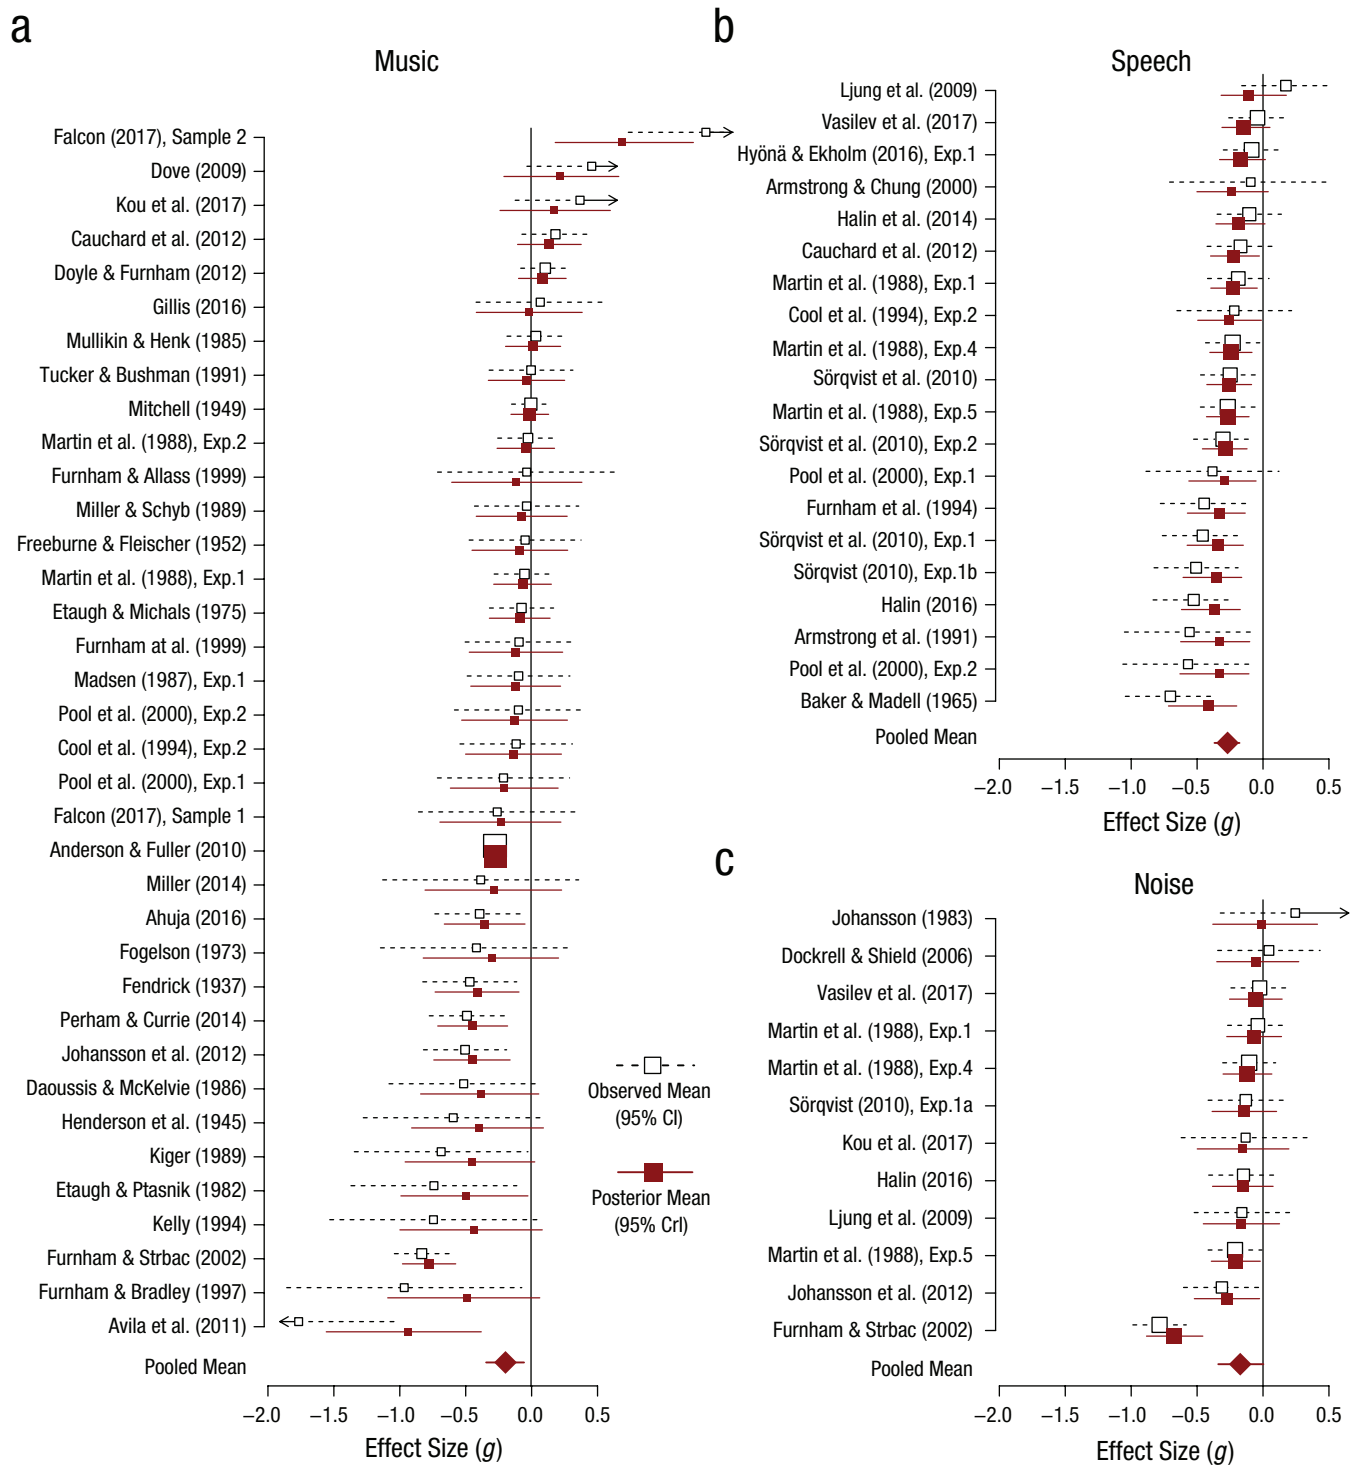 a
Music
Falcon (2017), Sample 2
Dove (2009)
Kou et al. (2017)
Cauchard et al. (2012)
Doyle & Furnham (2012)
Gillis (2016)
Mullikin & Henk (1985)
Tucker & Bushman (1991)
Mitchell (1949)
Martin et al. (1988), Exp.2
Furnham & Allass (1999)
Miller & Schyb (1989)
Freeburne & Fleischer (1952)
Martin et al. (1988), Exp.1
Etaugh & Michals (1975)
Furnham at al. (1999)
Madsen (1987), Exp.1
Pool et al. (2000), Exp.2
Cool et al. (1994), Exp.2
Pool et al. (2000), Exp.1
Falcon (2017), Sample 1
Anderson & Fuller (2010)
Miller (2014)
Ahuja (2016)
Fogelson (1973)
Fendrick (1937)
Perham & Currie (2014)
Johansson et al. (2012)
Daoussis & McKelvie (1986)
Henderson et al. (1945)
Kiger (1989)
Etaugh & Ptasnik (1982)
Kelly (1994)
Furnham & Strbac (2002)
Furnham & Bradley (1997)
Avila et al. (2011)
Pooled Mean
−2.0 −1.5 −1.0 −0.5 0.0 0.5
Effect Size (g)
Observed Mean
(95% CI)
Posterior Mean
(95% CrI)
b
Speech
Ljung et al. (2009)
Vasilev et al. (2017)
Hyönä & Ekholm (2016), Exp.1
Armstrong & Chung (2000)
Halin et al. (2014)
Cauchard et al. (2012)
Martin et al. (1988), Exp.1
Cool et al. (1994), Exp.2
Martin et al. (1988), Exp.4
Sörqvist et al. (2010)
Martin et al. (1988), Exp.5
Sörqvist et al. (2010), Exp.2
Pool et al. (2000), Exp.1
Furnham et al. (1994)
Sörqvist et al. (2010), Exp.1
Sörqvist (2010), Exp.1b
Halin (2016)
Armstrong et al. (1991)
Pool et al. (2000), Exp.2
Baker & Madell (1965)
Pooled Mean
−2.0 −1.5 −1.0 −0.5 0.0 0.5
Effect Size (g)
c
Noise
Johansson (1983)
Dockrell & Shield (2006)
Vasilev et al. (2017)
Martin et al. (1988), Exp.1
Martin et al. (1988), Exp.4
Sörqvist (2010), Exp.1a
Kou et al. (2017)
Halin (2016)
Ljung et al. (2009)
Martin et al. (1988), Exp.5
Johansson et al. (2012)
Furnham & Strbac (2002)
Pooled Mean
−2.0 −1.5 −1.0 −0.5 0.0 0.5
Effect Size (g)